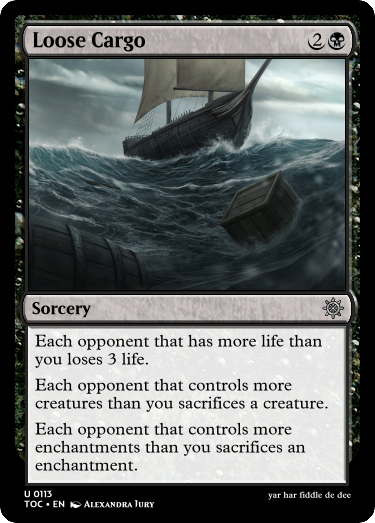 Loose Cargo 2
Sorcery
Each opponent that has more life than
you loses 3 life.
Each opponent that controls more
creatures than you sacrifices a creature.
Each opponent that controls more
enchantments than you sacrifices an
enchantment.
U 0113
TOC • EN Alexandra Jury
yar har fiddle de dee